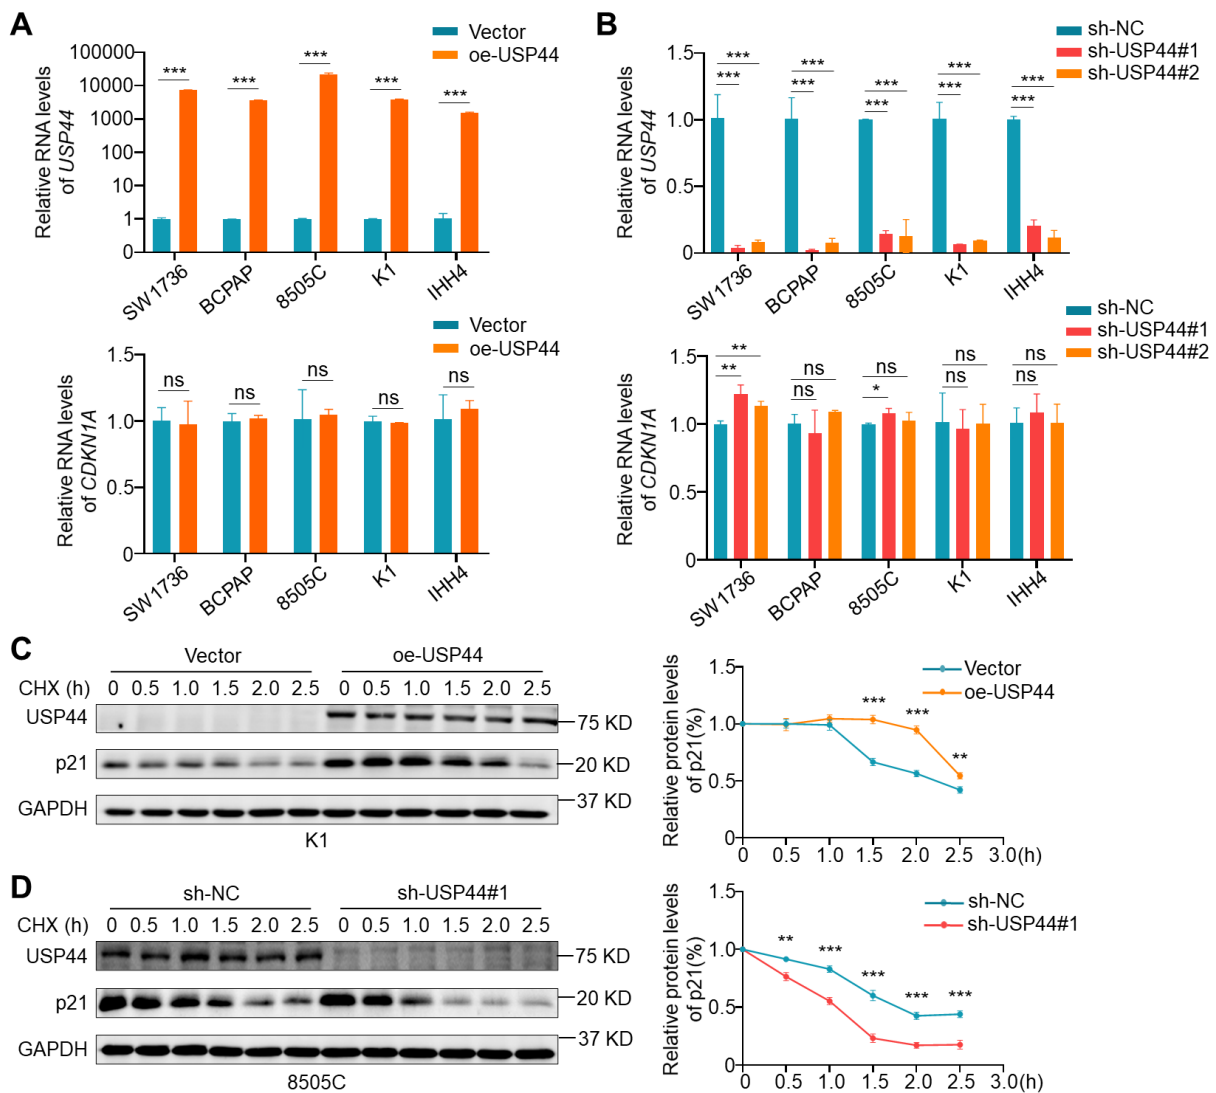 A
Vector
oe-USP44
Relative RNA levels
of USP44
100000
10000
1000
100
10
1
0
*** *** *** *** ***
SW1736 BCPAP 8505C K1 IHH4
Vector
oe-USP44
Relative RNA levels
of CDKN1A
1.5
1.0
0.5
0
ns ns ns ns ns
SW1736 BCPAP 8505C K1 IHH4
B
sh-NC
sh-USP44#1
sh-USP44#2
Relative RNA levels
of USP44
1.5
1.0
0.5
0
*** *** *** *** ***
*** *** *** *** ***
SW1736 BCPAP 8505C K1 IHH4
sh-NC
sh-USP44#1
sh-USP44#2
Relative RNA levels
of CDKN1A
1.5
1.0
0.5
0
** ns ns ns ns
** ns * ns ns
SW1736 BCPAP 8505C K1 IHH4
C
Vector oe-USP44
CHX (h) 0 0.5 1.0 1.5 2.0 2.5 0 0.5 1.0 1.5 2.0 2.5
USP44 75 KD
p21 20 KD
37 KD
GAPDH
K1
Vector
oe-USP44
Relative protein levels
of p21(%)
1.5
1.0
0.5
0
*** *** **
0 0.5 1.0 1.5 2.0 2.5 3.0(h)
D
sh-NC sh-USP44#1
CHX (h) 0 0.5 1.0 1.5 2.0 2.5 0 0.5 1.0 1.5 2.0 2.5
USP44 75 KD
p21 20 KD
37 KD
GAPDH
8505C
sh-NC
sh-USP44#1
Relative protein levels
of p21(%)
1.5
1.0
0.5
0
** *** *** *** ***
0 0.5 1.0 1.5 2.0 2.5 (h)